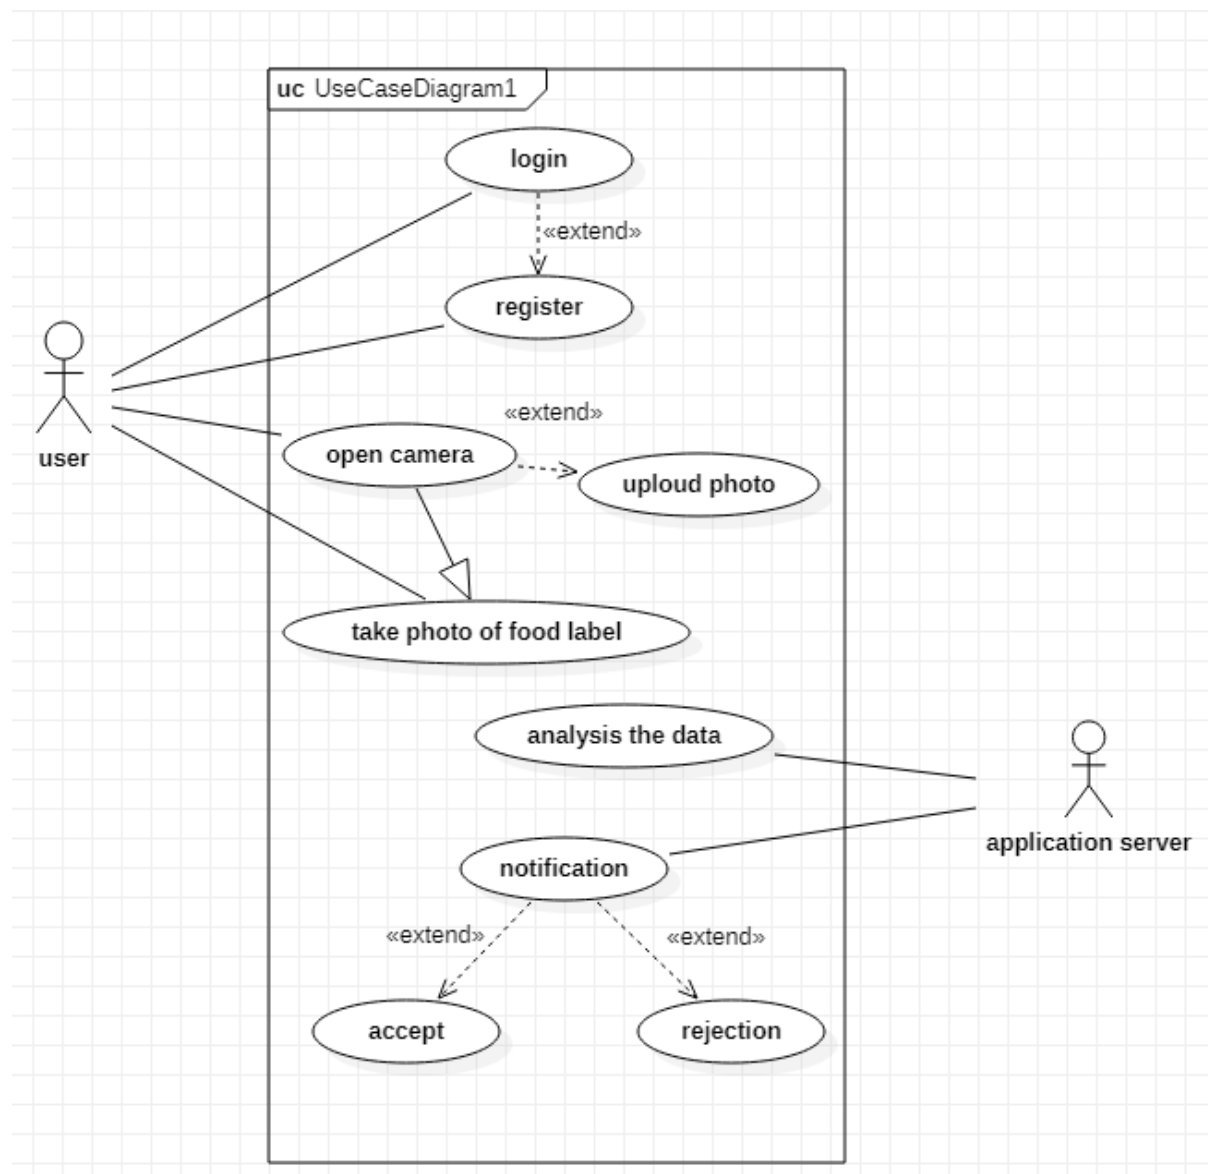 uc UseCaseDiagram1
login
«extend»
register
user
«extend»
open camera
uploud photo
take photo of food label
analysis the data
application server
notification
«extend» «extend»
accept
rejection